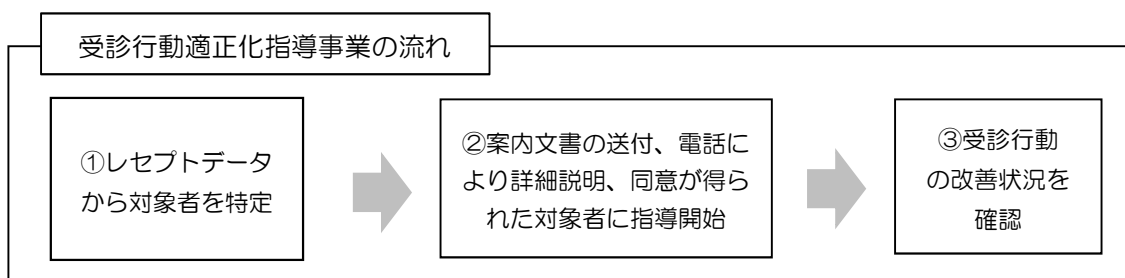 受診行動適正化指導事業の流れ
①レセプトデータ
から対象者を特定
②案内文書の送付、電話に
より詳細説明、同意が得ら
れた対象者に指導開始
③受診行動
の改善状況を
確認